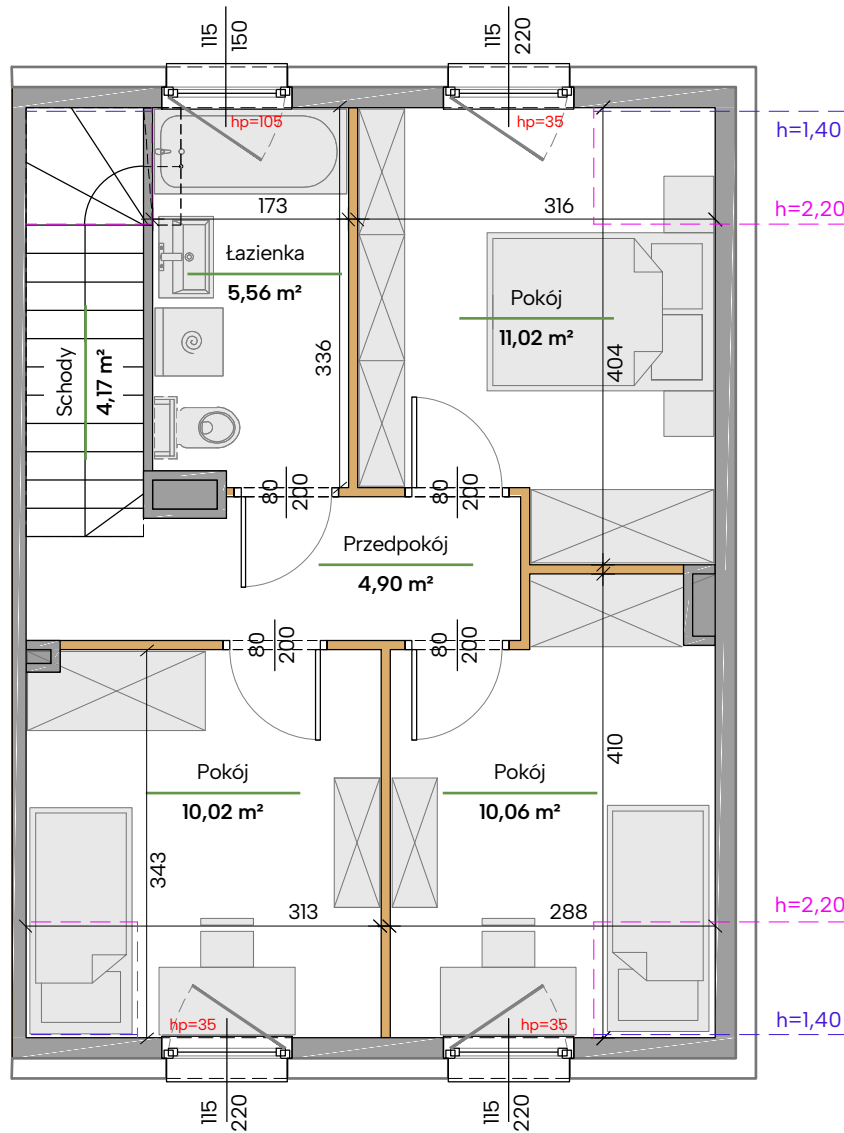 115
150
115
220
hp=105
hp=35
h=1,40
h=2,20
173
316
Łazienka
5,56 m²
Pokój
11,02 m²
336
404
Schody
4,17 m²
80
200
80
200
Przedpokój
4,90 m²
80
200
80
200
410
Pokój
10,02 m²
Pokój
10,06 m²
343
313
288
h=2,20
hp=35
hp=35
h=1,40
115
220
115
220